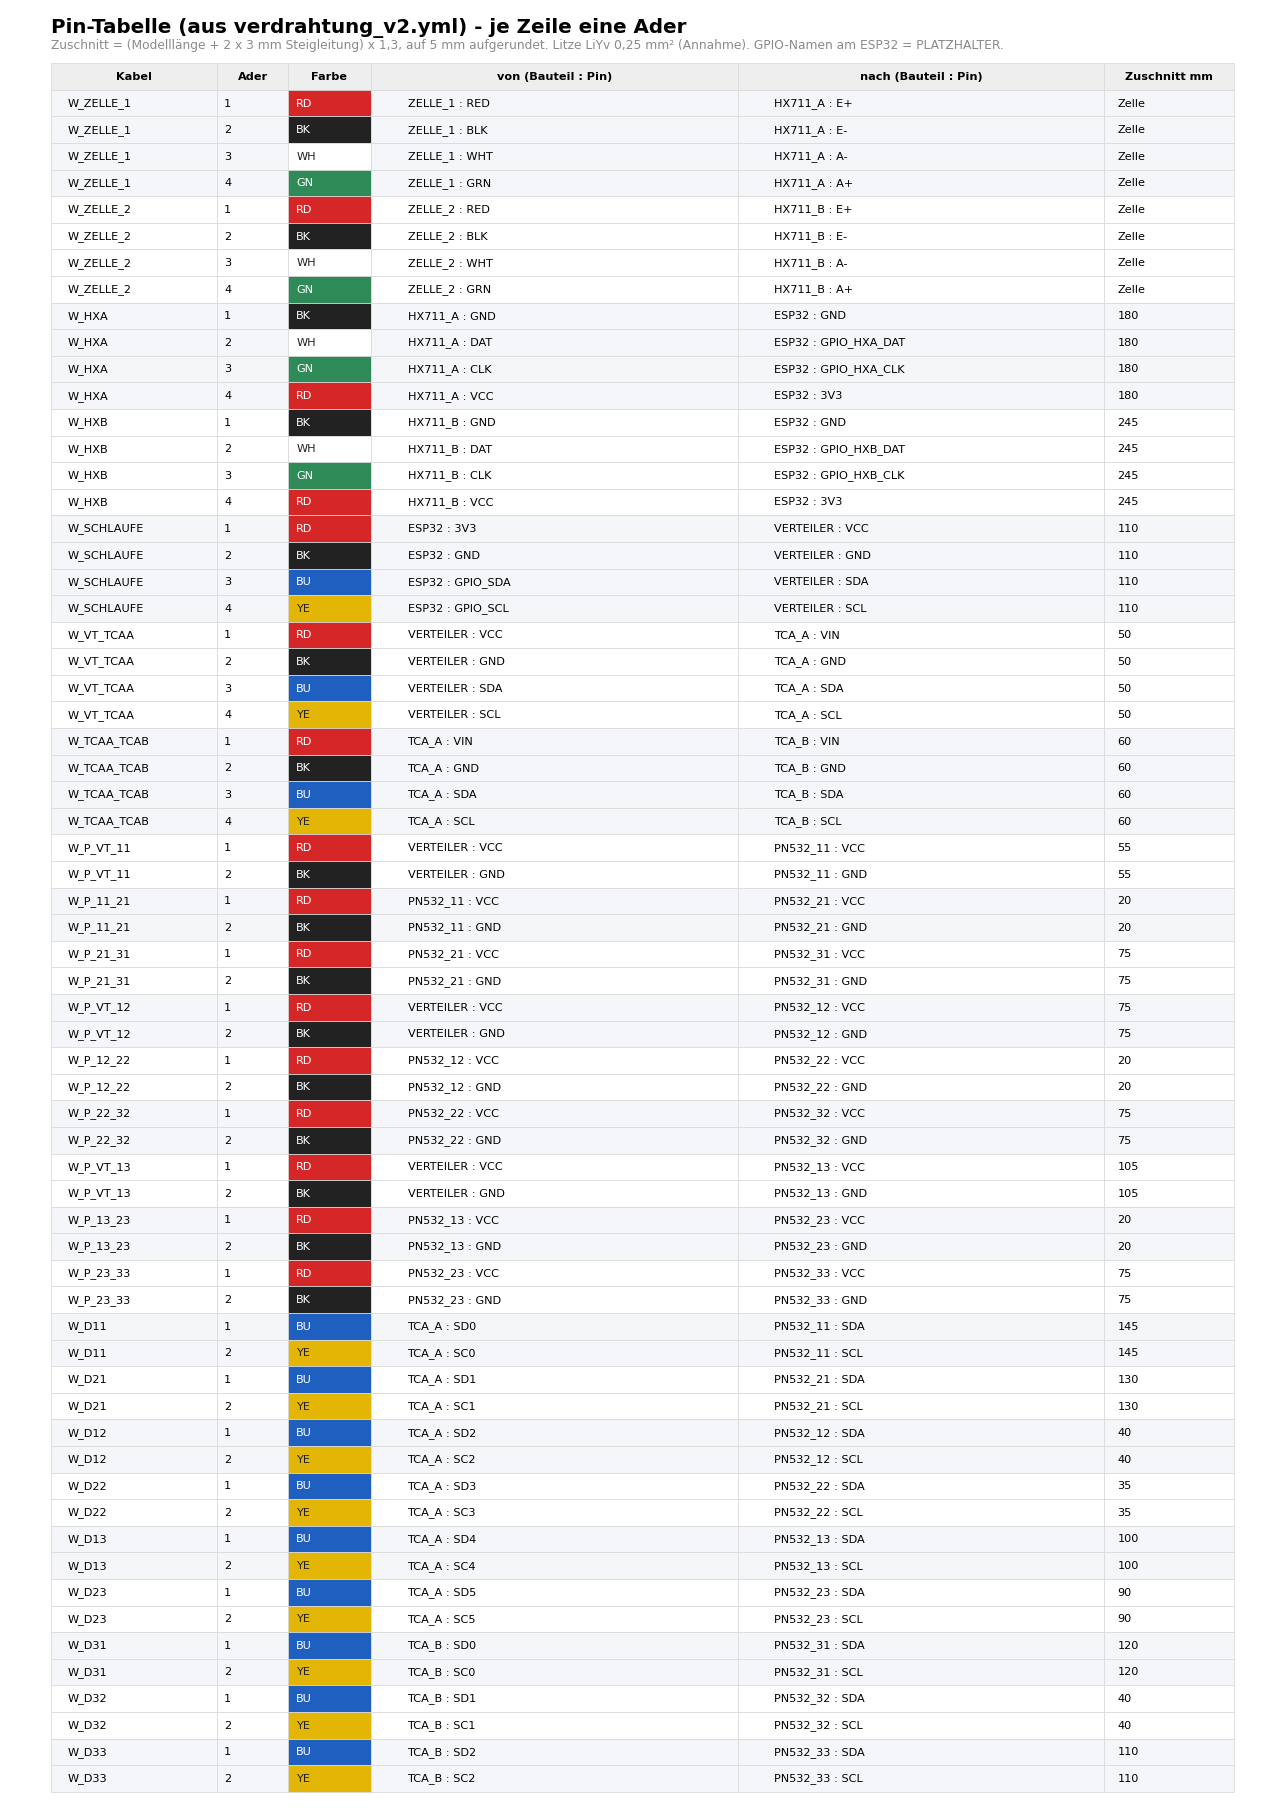 Pin-Tabelle (aus verdrahtung_v2.yml) - je Zeile eine Ader
Zuschnitt = (Modelllänge + 2 x 3 mm Steigleitung) x 1,3, auf 5 mm aufgerundet. Litze LiYv 0,25 mm² (Annahme). GPIO-Namen am ESP32 = PLATZHALTER.
Kabel Ader Farbe von (Bauteil : Pin) nach (Bauteil : Pin) Zuschnitt mm
W_ZELLE_1 1 RD ZELLE_1 : RED HX711_A : E+ Zelle
W_ZELLE_1 2 BK ZELLE_1 : BLK HX711_A : E- Zelle
W_ZELLE_1 3 WH ZELLE_1 : WHT HX711_A : A- Zelle
W_ZELLE_1 4 GN ZELLE_1 : GRN HX711_A : A+ Zelle
W_ZELLE_2 1 RD ZELLE_2 : RED HX711_B : E+ Zelle
W_ZELLE_2 2 BK ZELLE_2 : BLK HX711_B : E- Zelle
W_ZELLE_2 3 WH ZELLE_2 : WHT HX711_B : A- Zelle
W_ZELLE_2 4 GN ZELLE_2 : GRN HX711_B : A+ Zelle
W_HXA 1 BK HX711_A : GND ESP32 : GND 180
W_HXA 2 WH HX711_A : DAT ESP32 : GPIO_HXA_DAT 180
W_HXA 3 GN HX711_A : CLK ESP32 : GPIO_HXA_CLK 180
W_HXA 4 RD HX711_A : VCC ESP32 : 3V3 180
W_HXB 1 BK HX711_B : GND ESP32 : GND 245
W_HXB 2 WH HX711_B : DAT ESP32 : GPIO_HXB_DAT 245
W_HXB 3 GN HX711_B : CLK ESP32 : GPIO_HXB_CLK 245
W_HXB 4 RD HX711_B : VCC ESP32 : 3V3 245
W_SCHLAUFE 1 RD ESP32 : 3V3 VERTEILER : VCC 110
W_SCHLAUFE 2 BK ESP32 : GND VERTEILER : GND 110
W_SCHLAUFE 3 BU ESP32 : GPIO_SDA VERTEILER : SDA 110
W_SCHLAUFE 4 YE ESP32 : GPIO_SCL VERTEILER : SCL 110
W_VT_TCAA 1 RD VERTEILER : VCC TCA_A : VIN 50
W_VT_TCAA 2 BK VERTEILER : GND TCA_A : GND 50
W_VT_TCAA 3 BU VERTEILER : SDA TCA_A : SDA 50
W_VT_TCAA 4 YE VERTEILER : SCL TCA_A : SCL 50
W_TCAA_TCAB 1 RD TCA_A : VIN TCA_B : VIN 60
W_TCAA_TCAB 2 BK TCA_A : GND TCA_B : GND 60
W_TCAA_TCAB 3 BU TCA_A : SDA TCA_B : SDA 60
W_TCAA_TCAB 4 YE TCA_A : SCL TCA_B : SCL 60
W_P_VT_11 1 RD VERTEILER : VCC PN532_11 : VCC 55
W_P_VT_11 2 BK VERTEILER : GND PN532_11 : GND 55
W_P_11_21 1 RD PN532_11 : VCC PN532_21 : VCC 20
W_P_11_21 2 BK PN532_11 : GND PN532_21 : GND 20
W_P_21_31 1 RD PN532_21 : VCC PN532_31 : VCC 75
W_P_21_31 2 BK PN532_21 : GND PN532_31 : GND 75
W_P_VT_12 1 RD VERTEILER : VCC PN532_12 : VCC 75
W_P_VT_12 2 BK VERTEILER : GND PN532_12 : GND 75
W_P_12_22 1 RD PN532_12 : VCC PN532_22 : VCC 20
W_P_12_22 2 BK PN532_12 : GND PN532_22 : GND 20
W_P_22_32 1 RD PN532_22 : VCC PN532_32 : VCC 75
W_P_22_32 2 BK PN532_22 : GND PN532_32 : GND 75
W_P_VT_13 1 RD VERTEILER : VCC PN532_13 : VCC 105
W_P_VT_13 2 BK VERTEILER : GND PN532_13 : GND 105
W_P_13_23 1 RD PN532_13 : VCC PN532_23 : VCC 20
W_P_13_23 2 BK PN532_13 : GND PN532_23 : GND 20
W_P_23_33 1 RD PN532_23 : VCC PN532_33 : VCC 75
W_P_23_33 2 BK PN532_23 : GND PN532_33 : GND 75
W_D11 1 BU TCA_A : SD0 PN532_11 : SDA 145
W_D11 2 YE TCA_A : SC0 PN532_11 : SCL 145
W_D21 1 BU TCA_A : SD1 PN532_21 : SDA 130
W_D21 2 YE TCA_A : SC1 PN532_21 : SCL 130
W_D12 1 BU TCA_A : SD2 PN532_12 : SDA 40
W_D12 2 YE TCA_A : SC2 PN532_12 : SCL 40
W_D22 1 BU TCA_A : SD3 PN532_22 : SDA 35
W_D22 2 YE TCA_A : SC3 PN532_22 : SCL 35
W_D13 1 BU TCA_A : SD4 PN532_13 : SDA 100
W_D13 2 YE TCA_A : SC4 PN532_13 : SCL 100
W_D23 1 BU TCA_A : SD5 PN532_23 : SDA 90
W_D23 2 YE TCA_A : SC5 PN532_23 : SCL 90
W_D31 1 BU TCA_B : SD0 PN532_31 : SDA 120
W_D31 2 YE TCA_B : SC0 PN532_31 : SCL 120
W_D32 1 BU TCA_B : SD1 PN532_32 : SDA 40
W_D32 2 YE TCA_B : SC1 PN532_32 : SCL 40
W_D33 1 BU TCA_B : SD2 PN532_33 : SDA 110
W_D33 2 YE TCA_B : SC2 PN532_33 : SCL 110